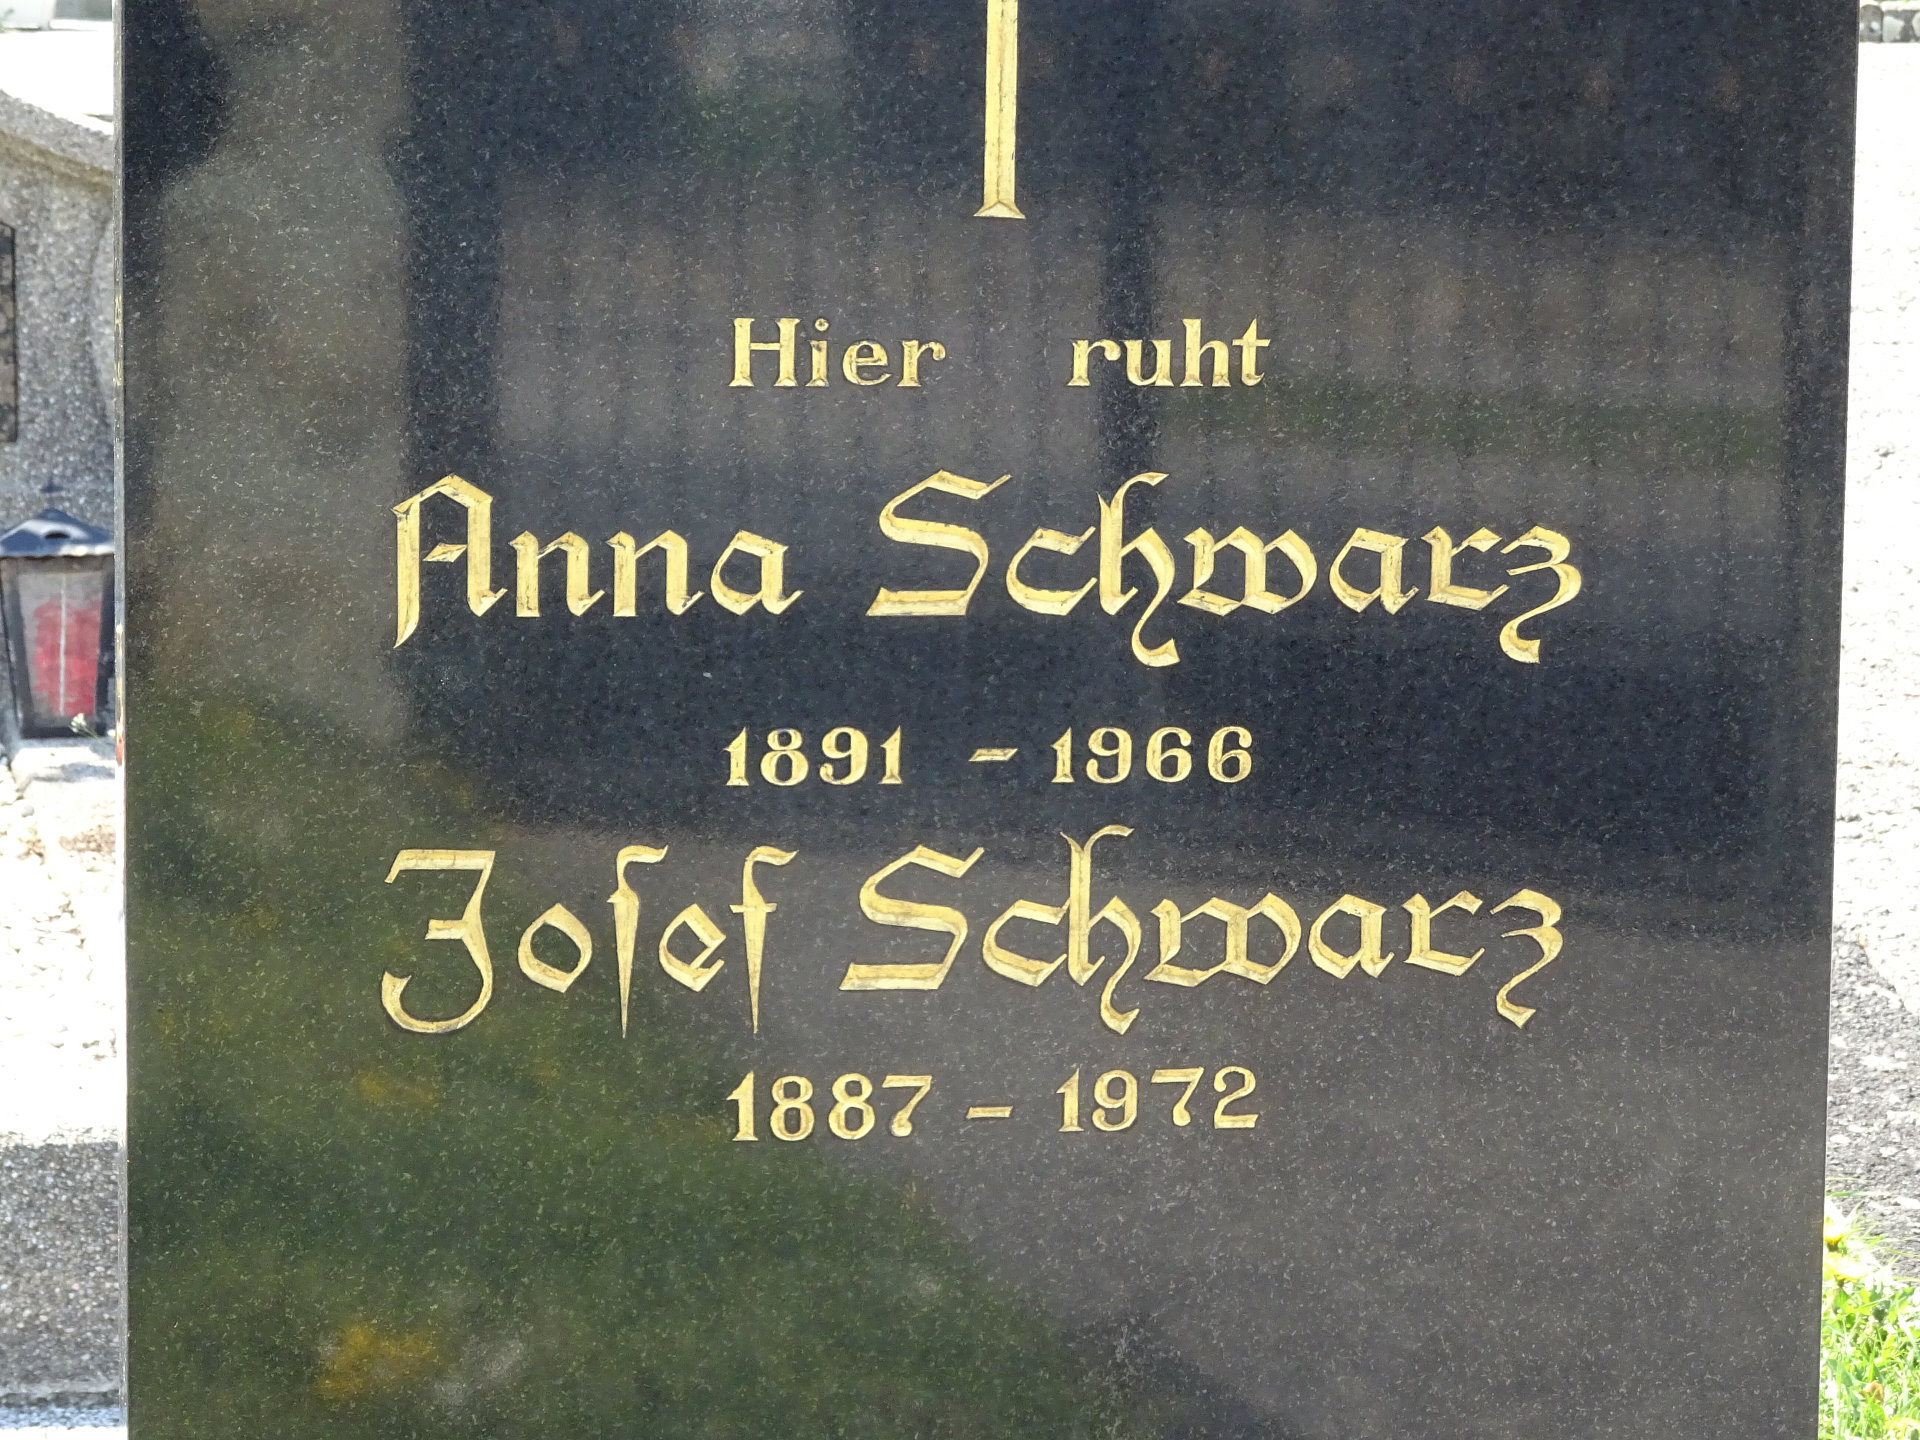 Hier ruht
Anna Schwarz
1891 - 1966
Joſef Schwarz
1887 - 1972